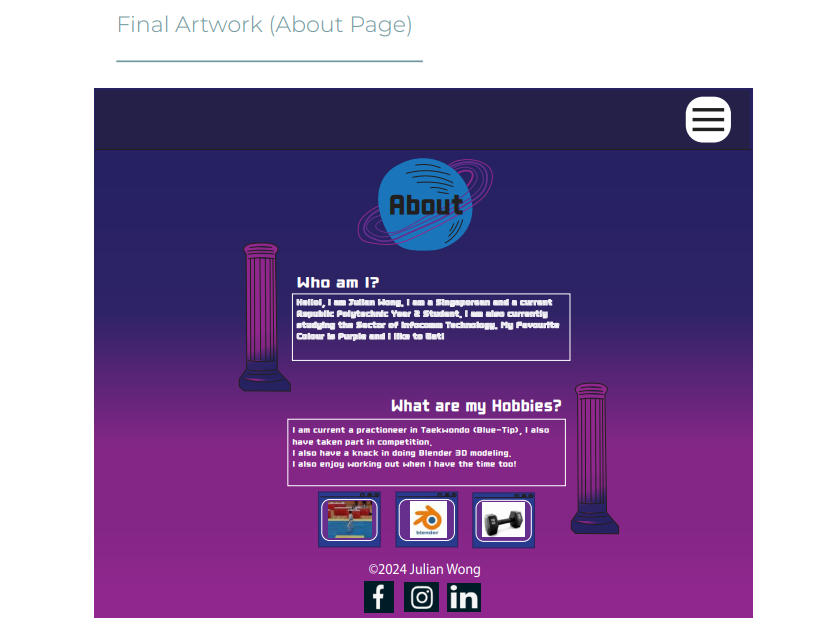 Final Artwork (About Page)
About
Who am I?
Hello!, I am Julian Wong. I am a Singaporean and a current
Republic Polytechnic Year 2 Student. I am also currently
studying the Sector of Infocomm Technology. My Favourite
Colour is Purple and I like to Eat!
What are my Hobbies?
I am current a practioneer in Taekwondo (Blue-Tip), I also
have taken part in competition.
I also have a knack in doing Blender 3D modeling.
I also enjoy working out when I have the time too!
blender
©2024 Julian Wong